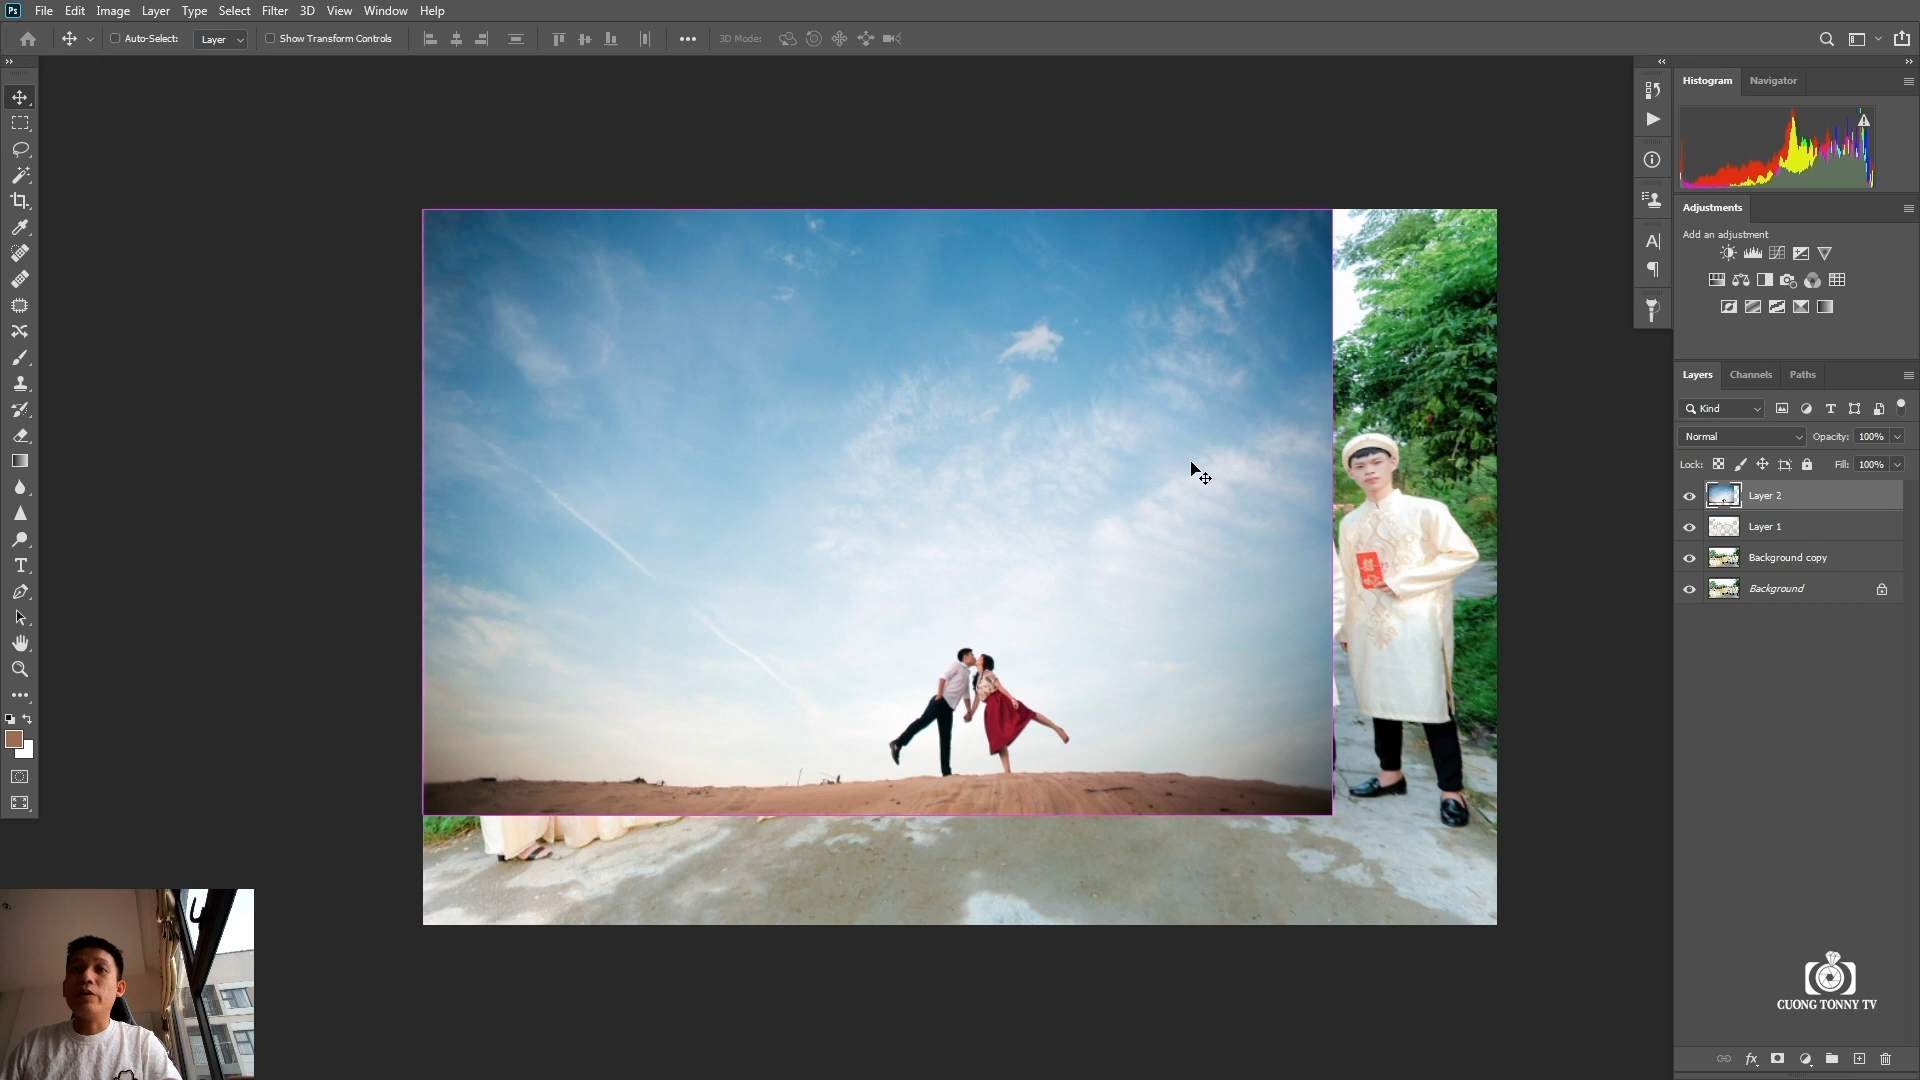 Ps File Edit Image Layer Type Select Filter 3D View Window Help
Auto-Select: Layer Show Transform Controls 3D Mode:
Histogram Navigator
Adjustments
Add an adjustment
Layers Channels Paths
Kind
Normal Opacity: 100%
Lock: Fill: 100%
Layer 2
Layer 1
Background copy
Background
CUONG TONNY TV